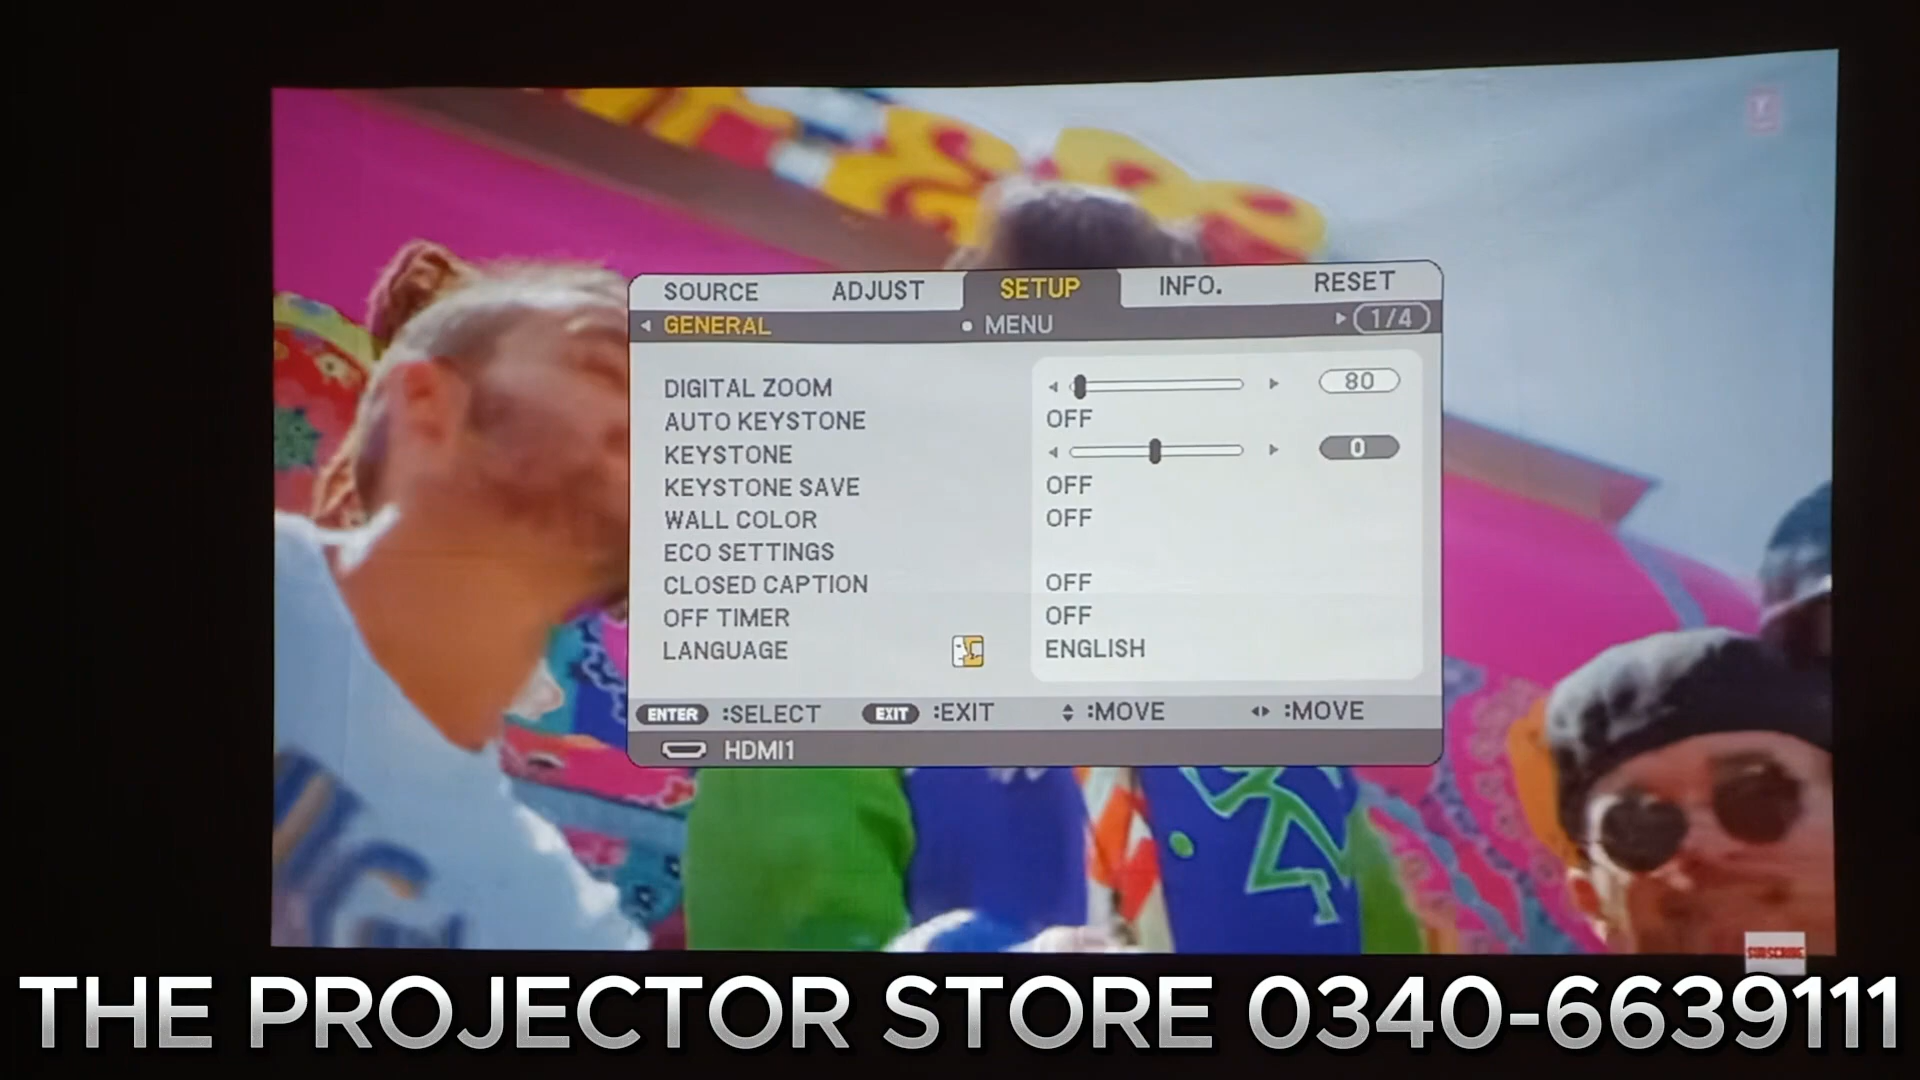 SOURCE ADJUST SETUP INFO. RESET
GENERAL MENU 1/4
DIGITAL ZOOM 80
AUTO KEYSTONE OFF
KEYSTONE 0
KEYSTONE SAVE OFF
WALL COLOR OFF
ECO SETTINGS
CLOSED CAPTION OFF
OFF TIMER OFF
LANGUAGE ENGLISH
ENTER :SELECT EXIT :EXIT :MOVE :MOVE
HDMI1
SUBSCRIBE
THE PROJECTOR STORE 0340-6639111